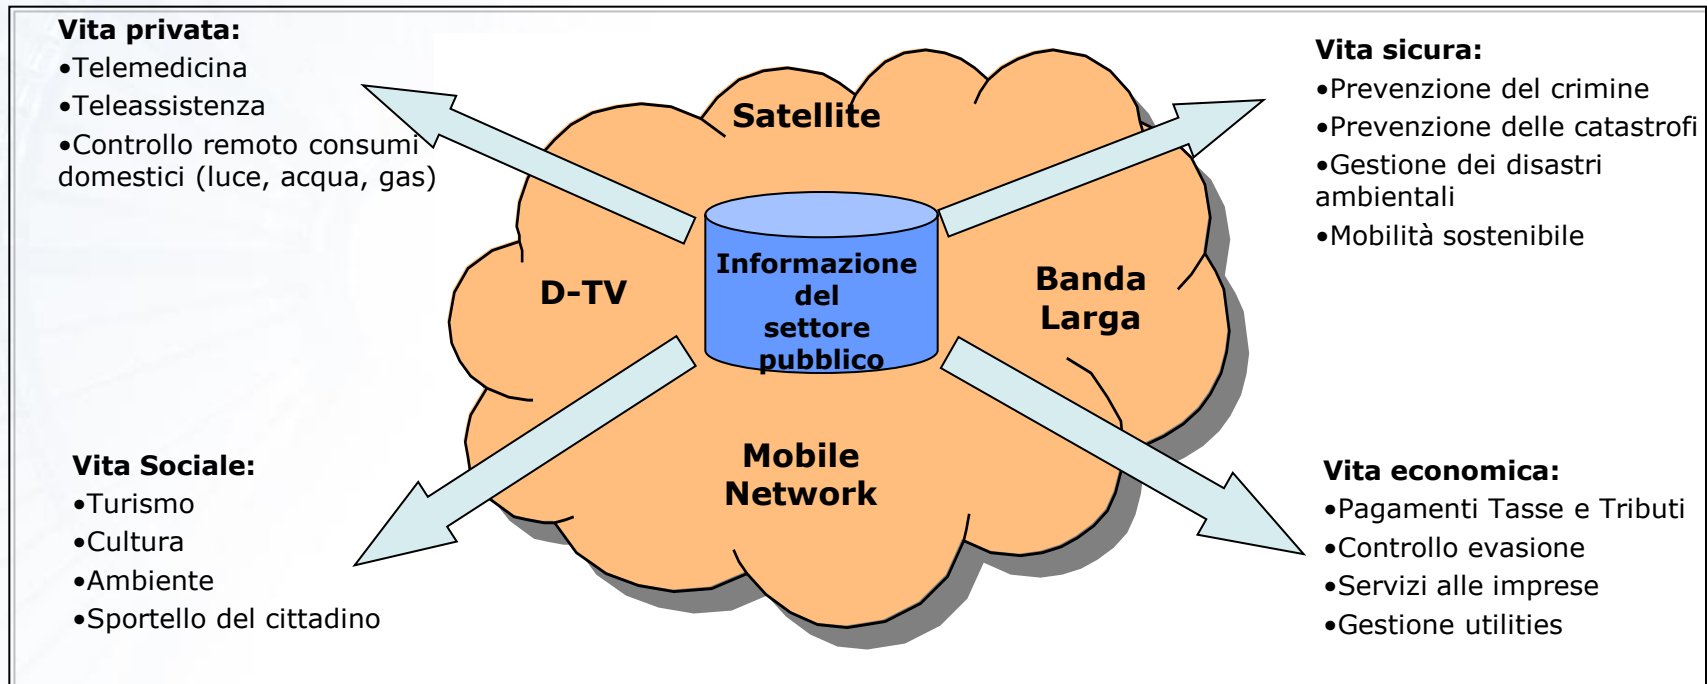 Vita privata:
•Telemedicina
•Teleassistenza
•Controllo remoto consumi
domestici (luce, acqua, gas)
Satellite
Vita sicura:
•Prevenzione del crimine
•Prevenzione delle catastrofi
•Gestione dei disastri
ambientali
•Mobilità sostenibile
D-TV
Informazione
del
settore
pubblico
Banda
Larga
Mobile
Network
Vita Sociale:
•Turismo
•Cultura
•Ambiente
•Sportello del cittadino
Vita economica:
•Pagamenti Tasse e Tributi
•Controllo evasione
•Servizi alle imprese
•Gestione utilities